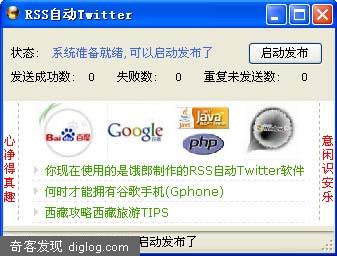 RSS自动Twitter
状态: 系统准备就绪,可以启动发布了
启动发布
发送成功数: 0 失败数: 0 重复未发送数: 0
心净得真趣
Bai du 百度
Google
Java
php
意闲识安乐
你现在使用的是饿郎制作的RSS自动Twitter软件
何时才能拥有谷歌手机(Gphone)
西藏攻略西藏旅游TIPS
奇客发现 diglog.com
启动发布了